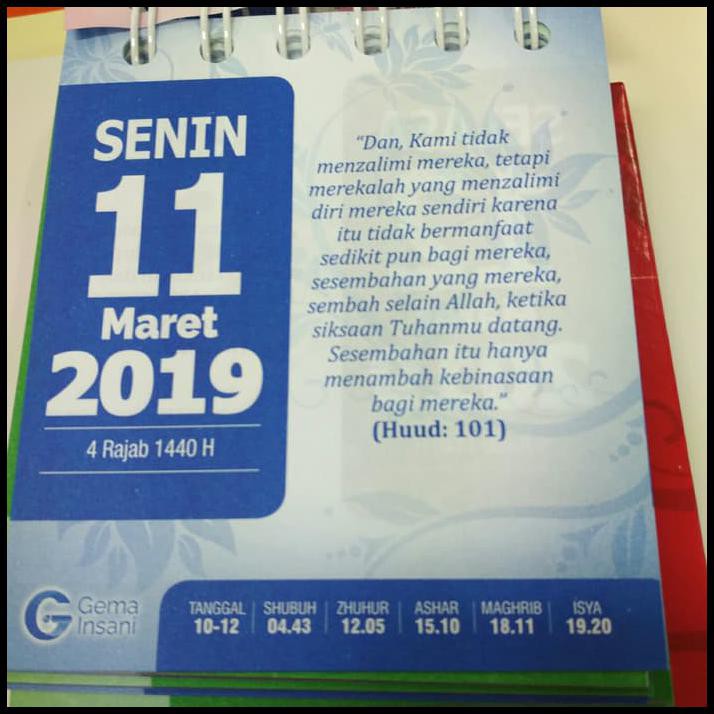 SENIN
11
Maret
2019
4 Rajab 1440 H
“Dan, Kami tidak
menzalimi mereka, tetapi
merekalah yang menzalimi
diri mereka sendiri karena
itu tidak bermanfaat
sedikit pun bagi mereka,
sesembahan yang mereka,
sembah selain Allah, ketika
siksaan Tuhanmu datang.
Sesembahan itu hanya
menambah kebinasaan
bagi mereka.”
(Huud: 101)
Gema
Insani
TANGGAL SHUBUH ZHUHUR ASHAR MAGHRIB ISYA
10-12 04.43 12.05 15.10 18.11 19.20